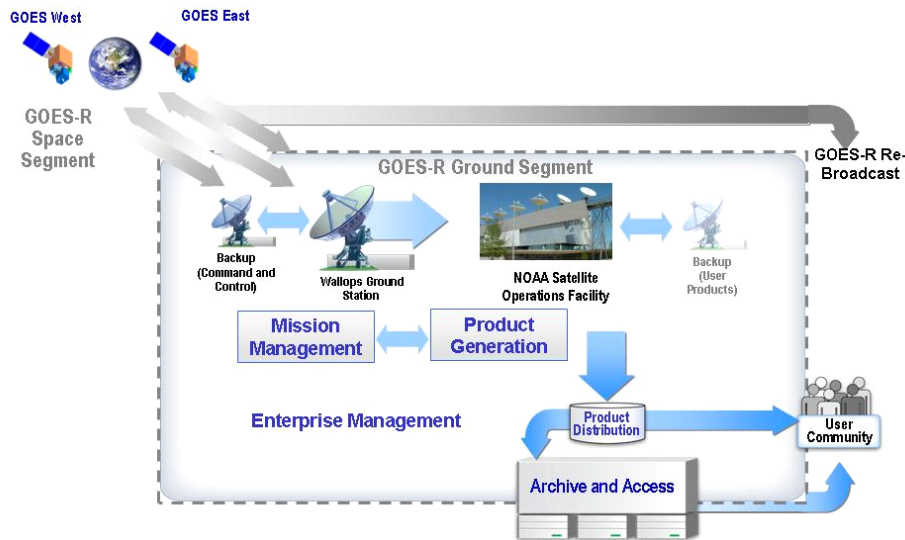 GOES West
GOES East
GOES-R
Space
Segment
GOES-R Re-
Broadcast
GOES-R Ground Segment
Backup
(Command and
Control)
Wallops Ground
Station
NOAA Satellite
Operations Facility
Backup
(User
Products)
Mission
Management
Product
Generation
Enterprise Management
Product
Distribution
User
Community
Archive and Access